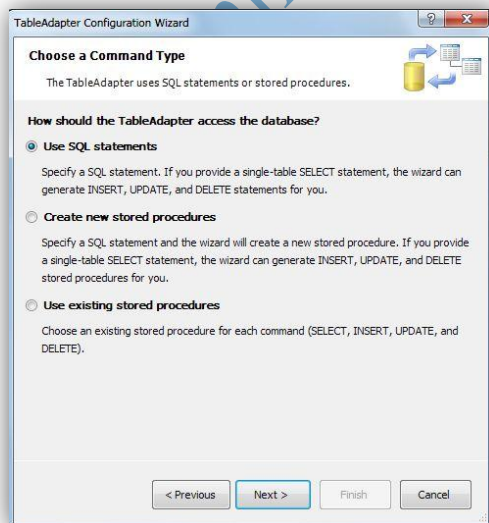 TableAdapter Configuration Wizard
?
Choose a Command Type
The TableAdapter uses SQL statements or stored procedures.
How should the TableAdapter access the database?
Use SQL statements
Specify a SQL statement. If you provide a single-table SELECT statement, the wizard can
generate INSERT, UPDATE, and DELETE statements for you.
Create new stored procedures
Specify a SQL statement and the wizard will create a new stored procedure. If you provide
a single-table SELECT statement, the wizard can generate INSERT, UPDATE, and DELETE
stored procedures for you.
Use existing stored procedures
Choose an existing stored procedure for each command (SELECT, INSERT, UPDATE, and
DELETE).
< Previous Next > Finish Cancel